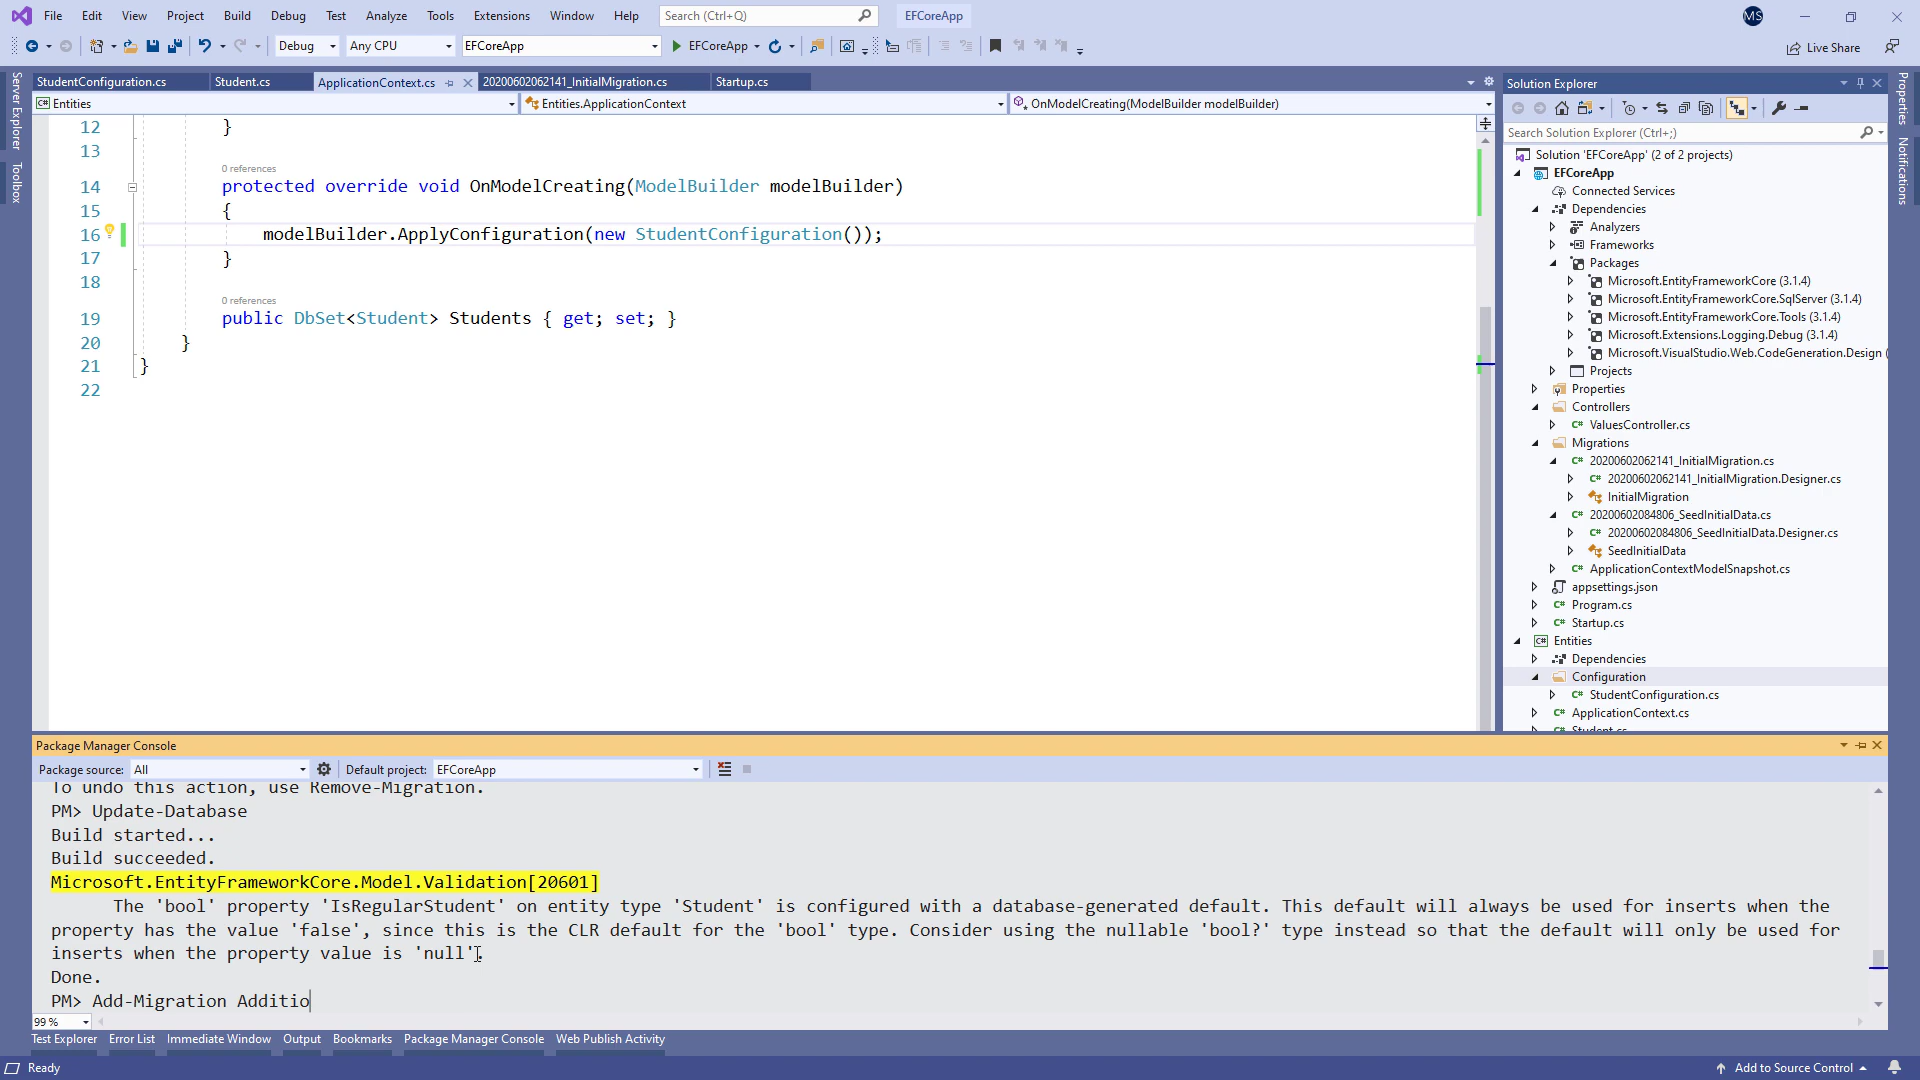 File Edit View Project Build Debug Test Analyze Tools Extensions Window Help Search (Ctrl+Q) EFCoreApp MS
Debug Any CPU EFCoreApp EFCoreApp Live Share
Server Explorer
Toolbox
StudentConfiguration.cs Student.cs ApplicationContext.cs 20200602062141_InitialMigration.cs Startup.cs
C# Entities Entities.ApplicationContext OnModelCreating(ModelBuilder modelBuilder)
12 }
13
0 references
14 protected override void OnModelCreating(ModelBuilder modelBuilder)
15 {
16 modelBuilder.ApplyConfiguration(new StudentConfiguration());
17 }
18
0 references
19 public DbSet<Student> Students { get; set; }
20 }
21 }
22
Solution Explorer
Search Solution Explorer (Ctrl+;)
Solution 'EFCoreApp' (2 of 2 projects)
EFCoreApp
Connected Services
Dependencies
Analyzers
Frameworks
Packages
Microsoft.EntityFrameworkCore (3.1.4)
Microsoft.EntityFrameworkCore.SqlServer (3.1.4)
Microsoft.EntityFrameworkCore.Tools (3.1.4)
Microsoft.Extensions.Logging.Debug (3.1.4)
Microsoft.VisualStudio.Web.CodeGeneration.Design (
Projects
Properties
Controllers
C# ValuesController.cs
Migrations
C# 20200602062141_InitialMigration.cs
C# 20200602062141_InitialMigration.Designer.cs
InitialMigration
C# 20200602084806_SeedInitialData.cs
C# 20200602084806_SeedInitialData.Designer.cs
SeedInitialData
C# ApplicationContextModelSnapshot.cs
appsettings.json
C# Program.cs
C# Startup.cs
C# Entities
Dependencies
Configuration
C# StudentConfiguration.cs
C# ApplicationContext.cs
C# Student.cs
Properties
Notifications
Package Manager Console
Package source: All Default project: EFCoreApp
To undo this action, use Remove-Migration.
PM> Update-Database
Build started...
Build succeeded.
Microsoft.EntityFrameworkCore.Model.Validation[20601]
The 'bool' property 'IsRegularStudent' on entity type 'Student' is configured with a database-generated default. This default will always be used for inserts when the
property has the value 'false', since this is the CLR default for the 'bool' type. Consider using the nullable 'bool?' type instead so that the default will only be used for
inserts when the property value is 'null'.
Done.
PM> Add-Migration Additio
99 %
Test Explorer Error List Immediate Window Output Bookmarks Package Manager Console Web Publish Activity
Ready Add to Source Control